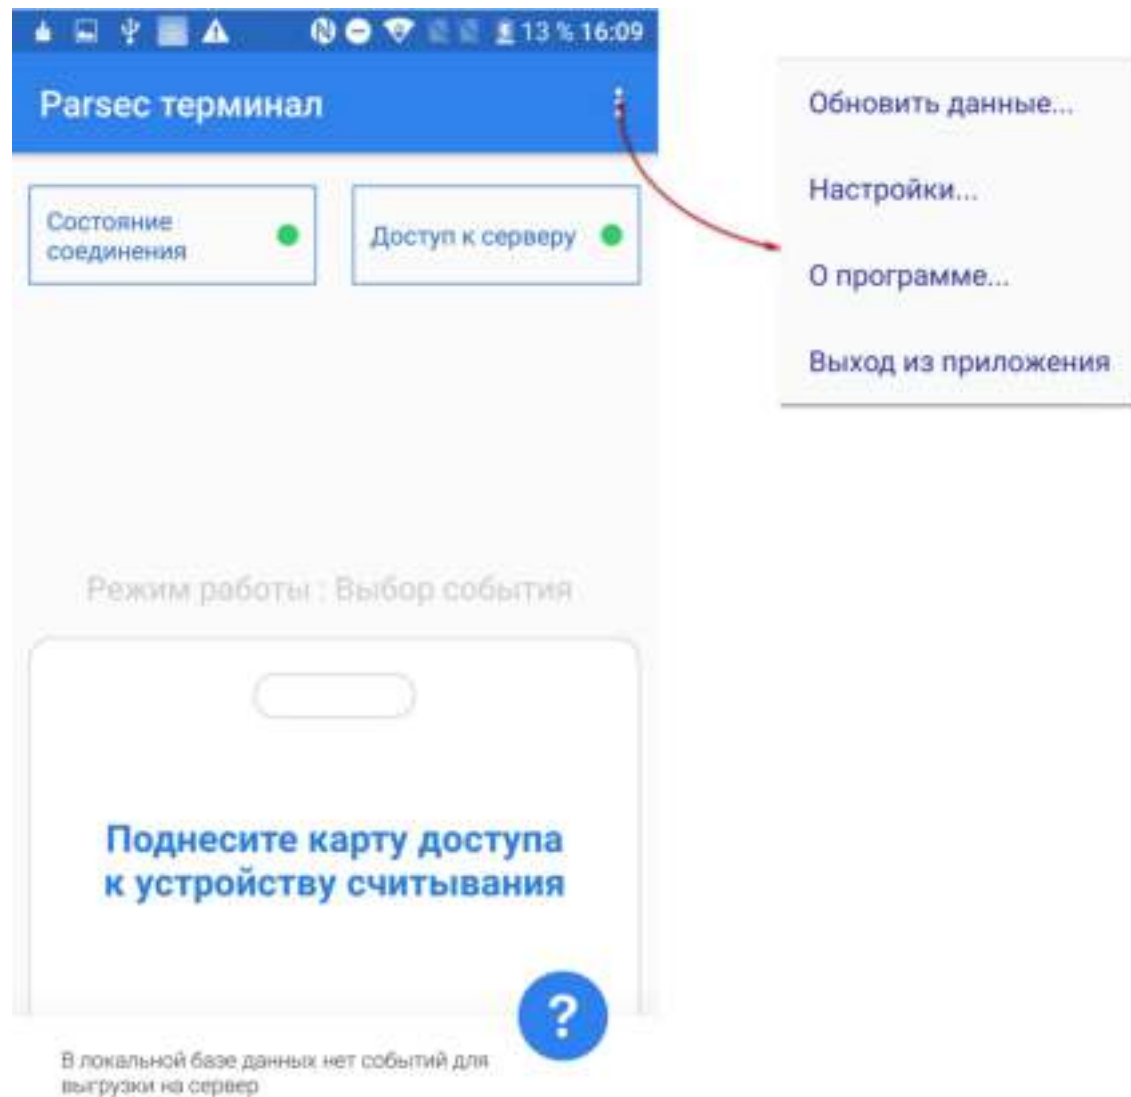 13 % 16:09
Parsec терминал
Состояние
соединения
Доступ к серверу
Обновить данные...
Настройки...
О программе...
Выход из приложения
Режим работы : Выбор события
Поднесите карту доступа
к устройству считывания
?
В локальной базе данных нет событий для
выгрузки на сервер